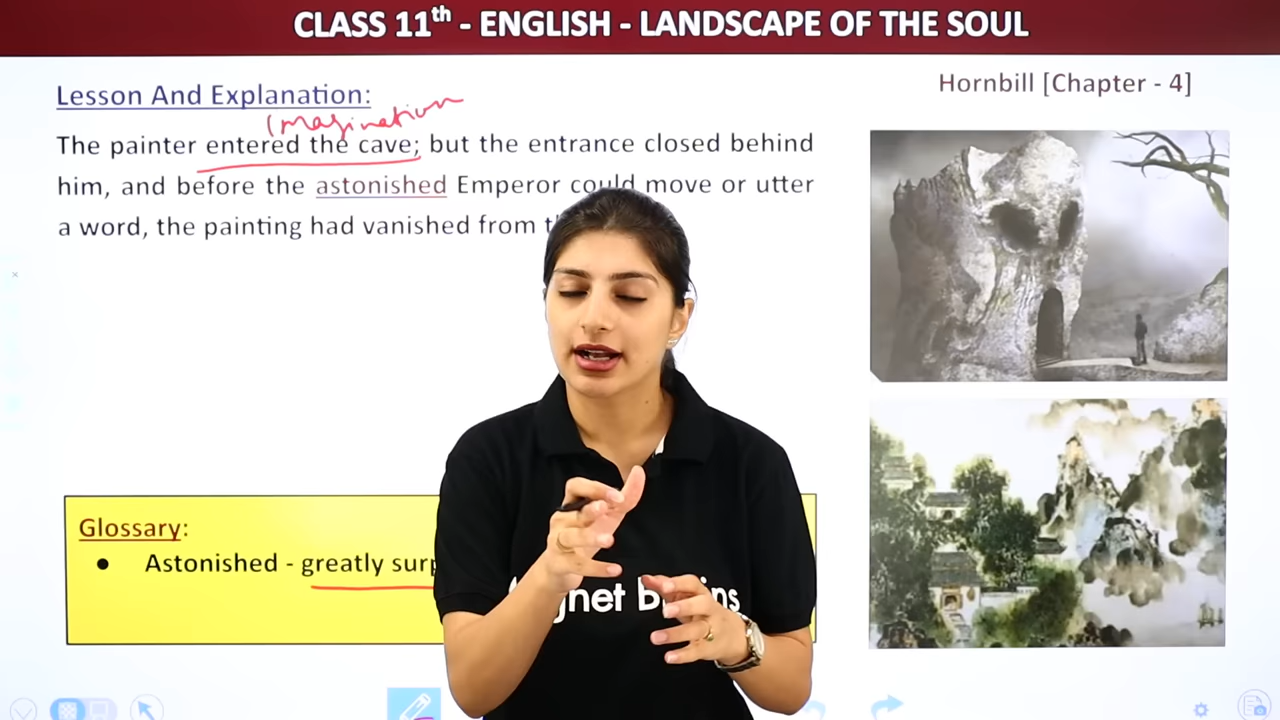 CLASS 11th - ENGLISH - LANDSCAPE OF THE SOUL
Hornbill [Chapter - 4]
Lesson And Explanation:
Imagination
The painter entered the cave; but the entrance closed behind
him, and before the astonished Emperor could move or utter
a word, the painting had vanished from
Glossary:
● Astonished - greatly